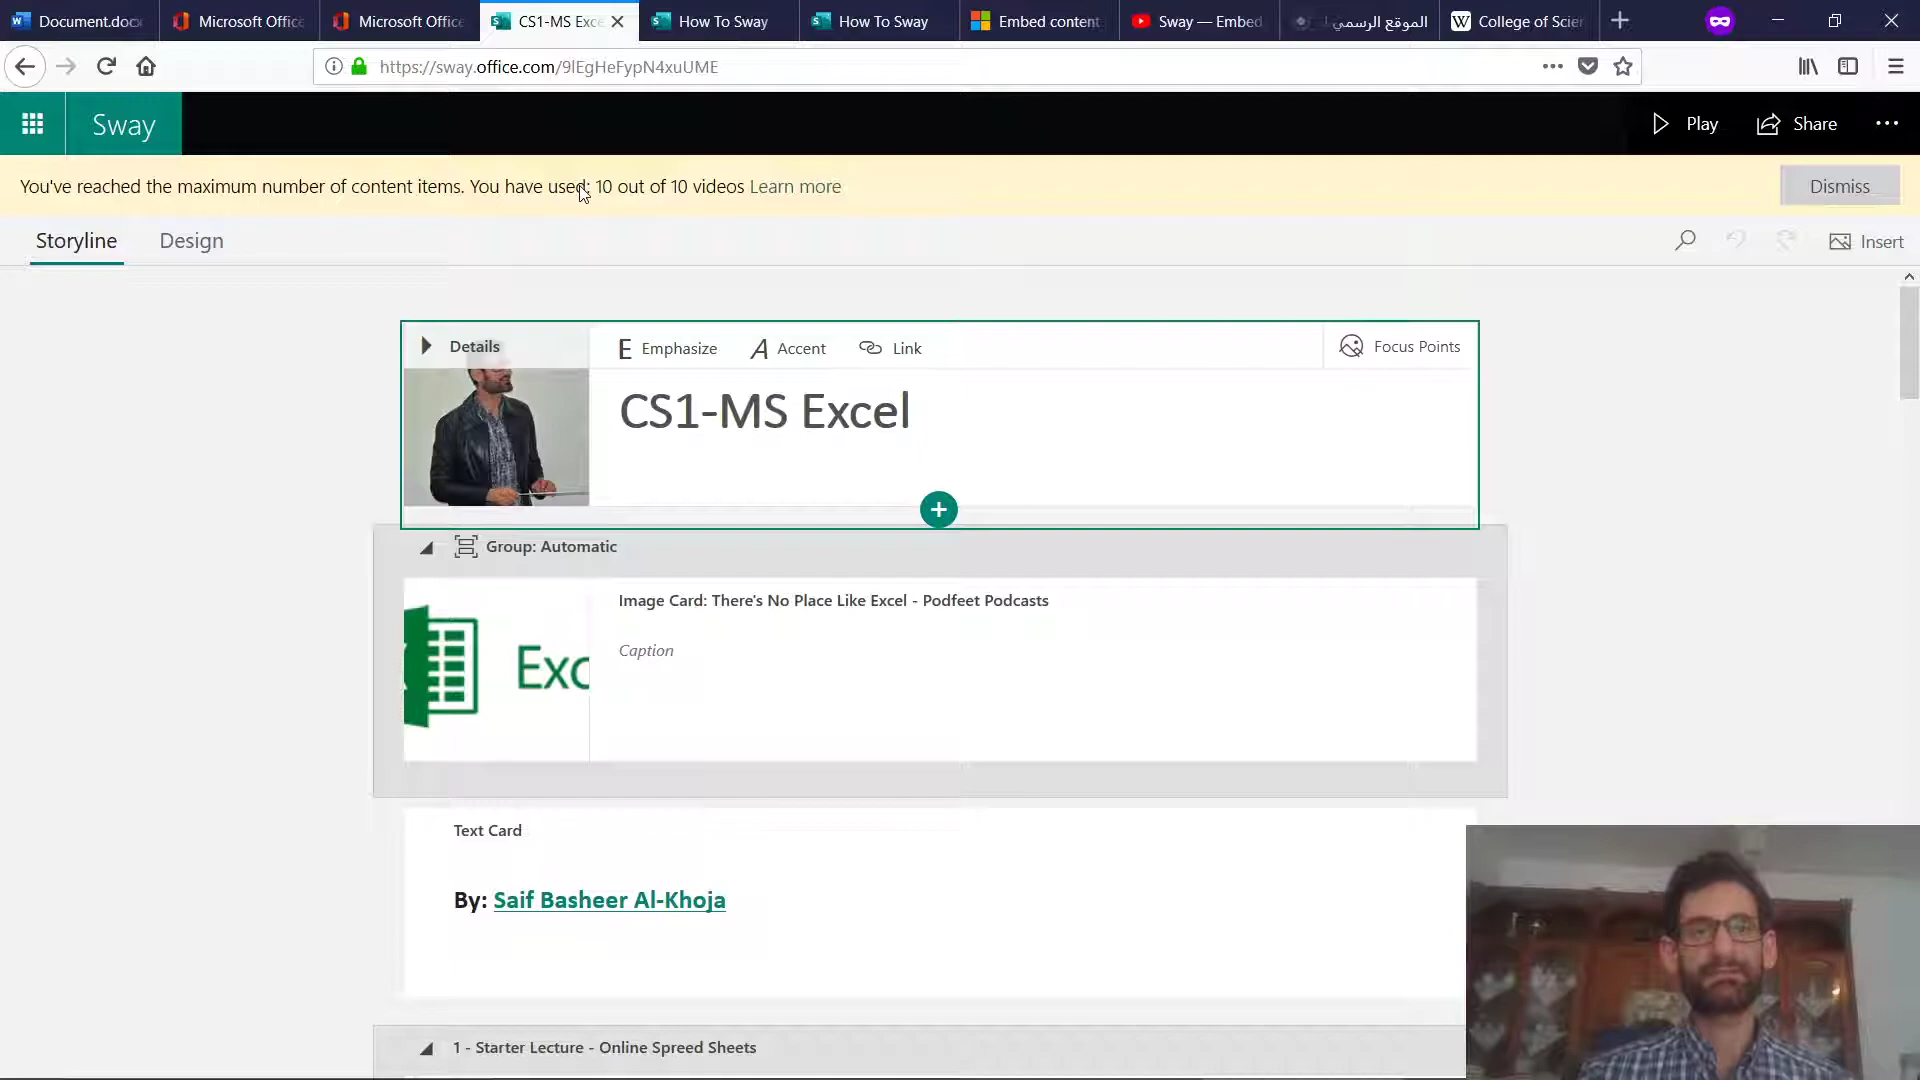 Document.docx
Microsoft Office
Microsoft Office
CS1-MS Exce
How To Sway
How To Sway
Embed content
Sway — Embed
الموقع الرسمي
College of Scien
https://sway.office.com/9lEgHeFypN4xuUME
Sway
Play
Share
You've reached the maximum number of content items. You have used: 10 out of 10 videos Learn more
Dismiss
Storyline
Design
Insert
Details
Emphasize
Accent
Link
Focus Points
CS1-MS Excel
Group: Automatic
Image Card: There's No Place Like Excel - Podfeet Podcasts
Exc
Caption
Text Card
By: Saif Basheer Al-Khoja
1 - Starter Lecture - Online Spreed Sheets